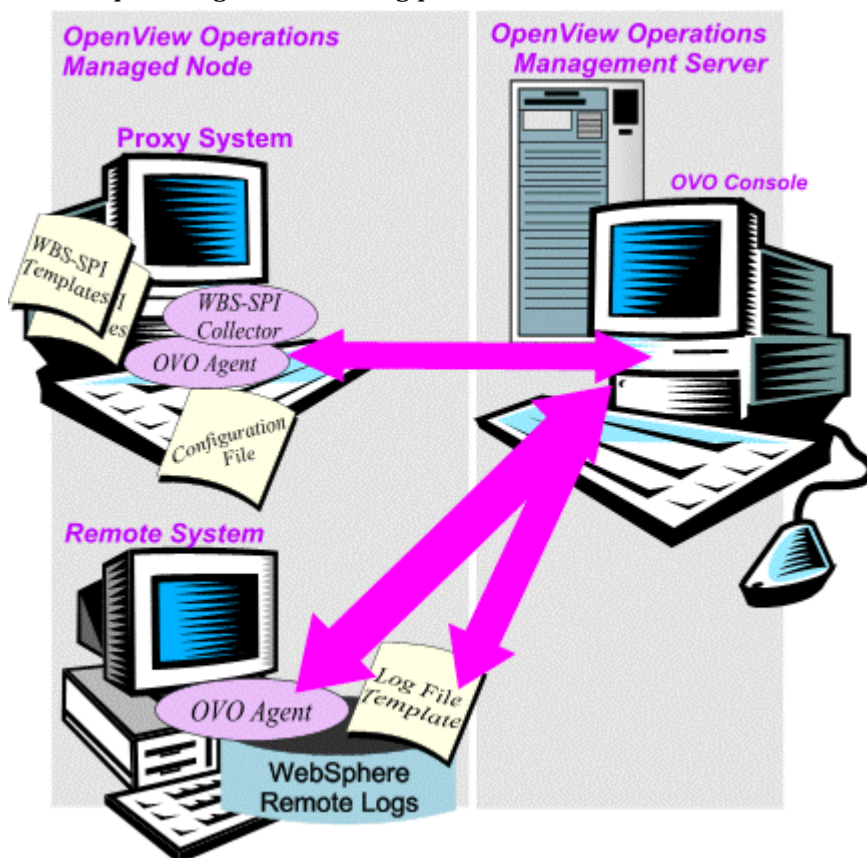 OpenView Operations
Managed Node
OpenView Operations
Management Server
Proxy System
OVO Console
WBS-SPI
Templates
WBS-SPI
Collector
OVO Agent
Configuration
File
Remote System
Log File
Template
OVO Agent
WebSphere
Remote Logs